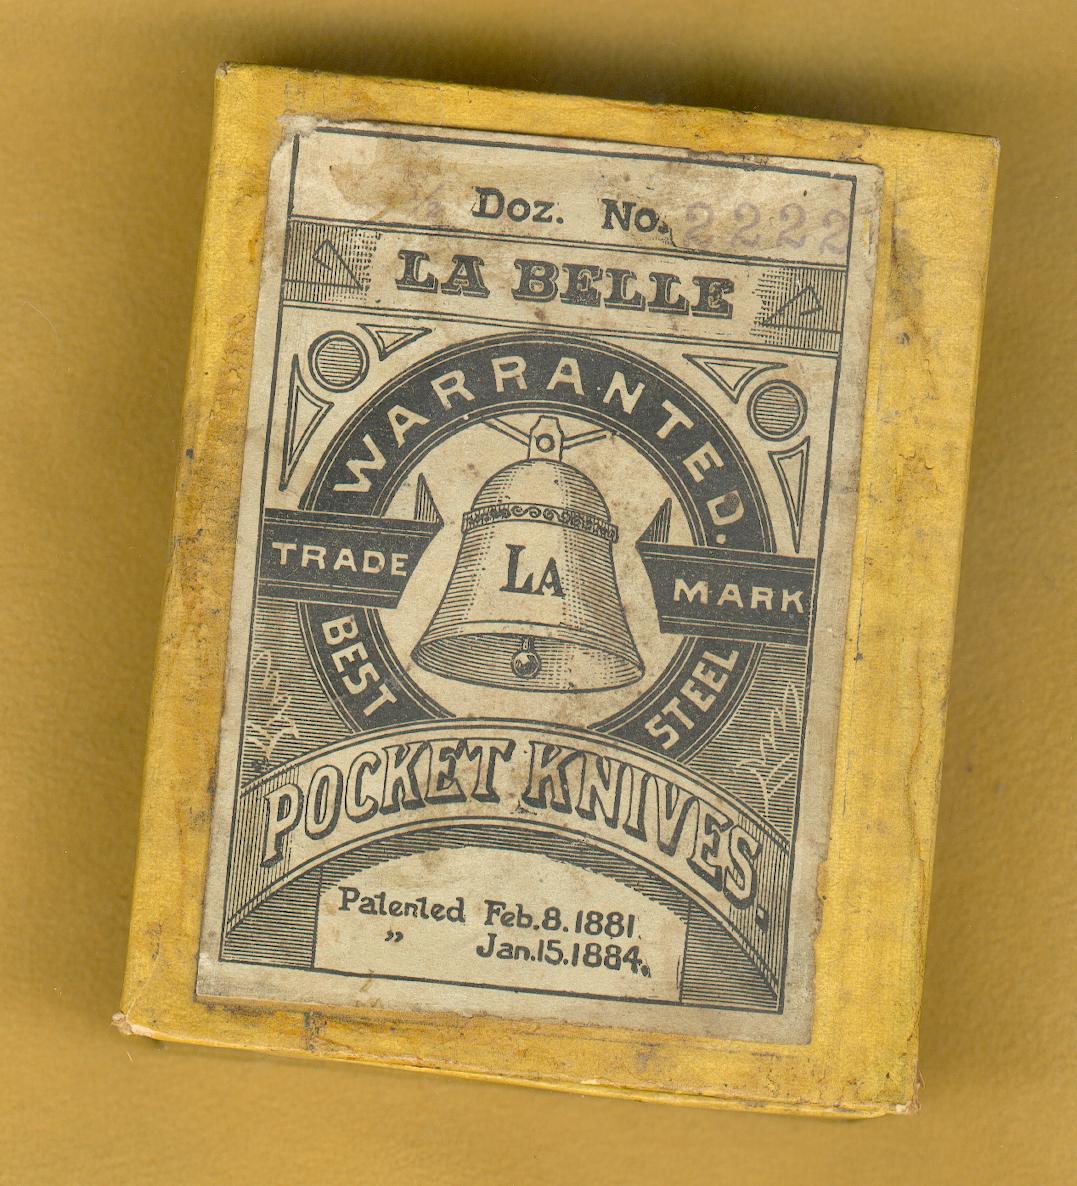 Doz. No. 2222
LA BELLE
WARRANTED.
TRADE MARK
LA
BEST STEEL
POCKET KNIVES.
Patented Feb.8.1881.
" Jan.15.1884.